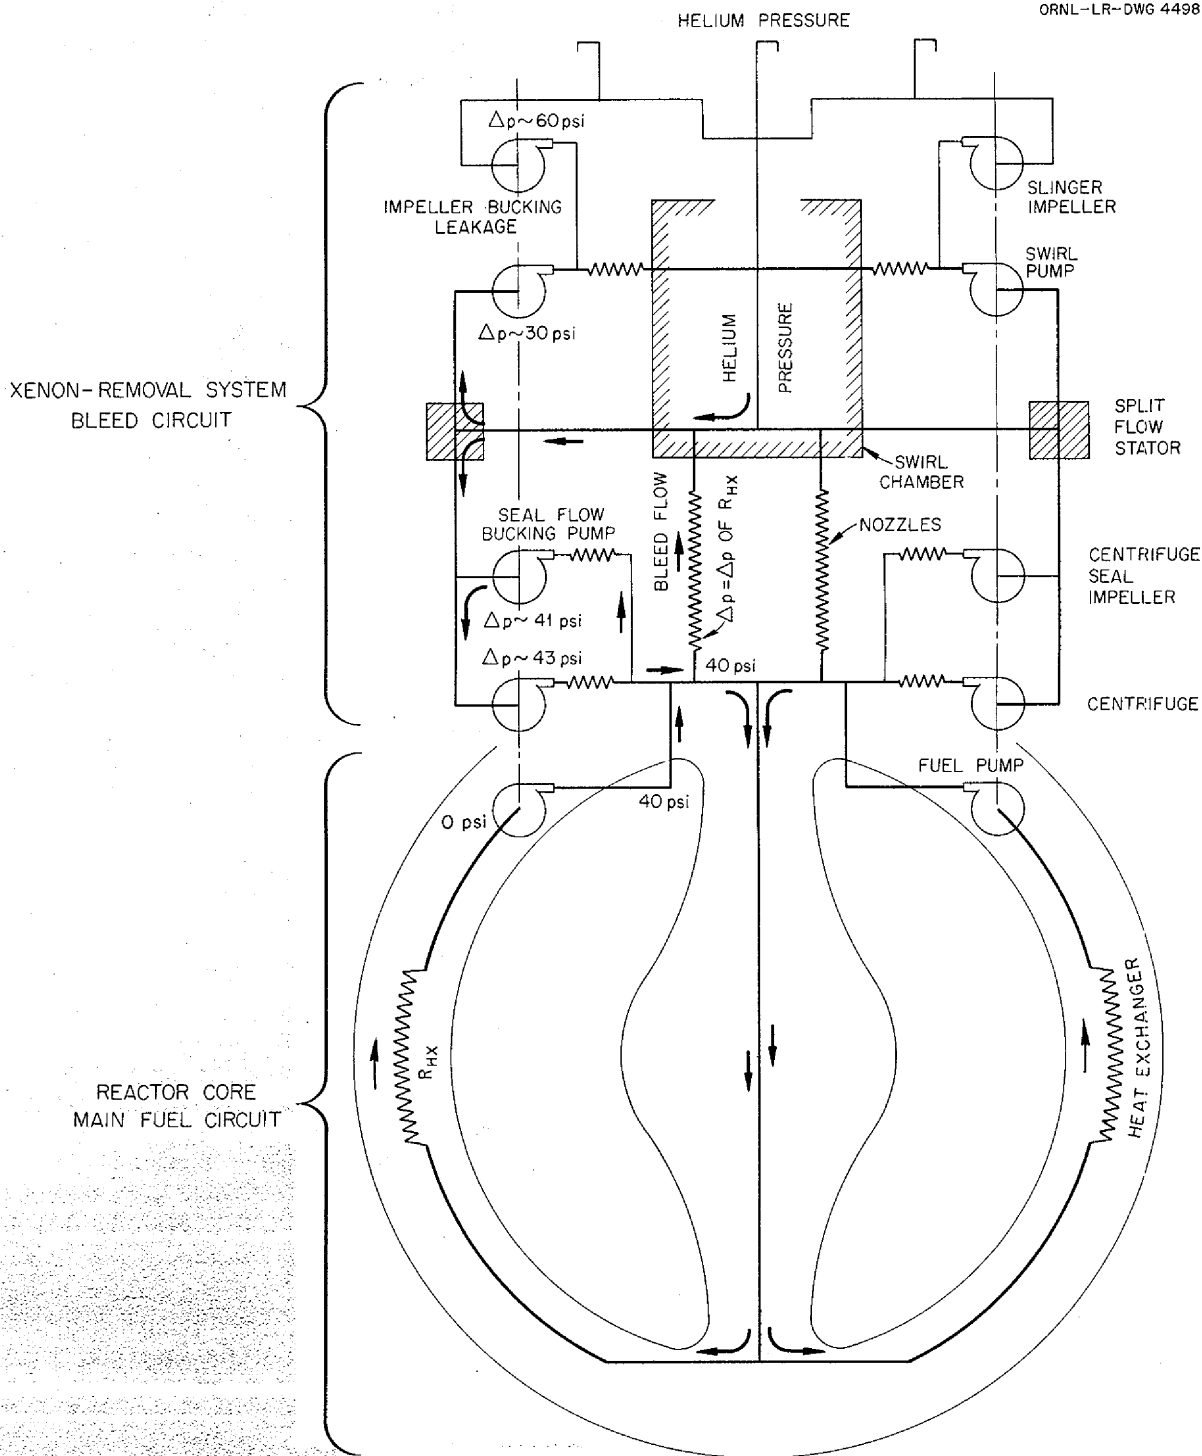 ORNL-LR-DWG 4498
HELIUM PRESSURE
Δp~60 psi
IMPELLER BUCKING
LEAKAGE
SLINGER
IMPELLER
SWIRL
PUMP
Δp~30 psi
HELIUM
PRESSURE
XENON-REMOVAL SYSTEM
BLEED CIRCUIT
SPLIT
FLOW
STATOR
SWIRL
CHAMBER
SEAL FLOW
BUCKING PUMP
BLEED FLOW
Δp = Δp OF R_HX
NOZZLES
CENTRIFUGE
SEAL
IMPELLER
Δp~41 psi
Δp~43 psi
40 psi
CENTRIFUGE
FUEL PUMP
0 psi
40 psi
R_HX
HEAT EXCHANGER
REACTOR CORE
MAIN FUEL CIRCUIT